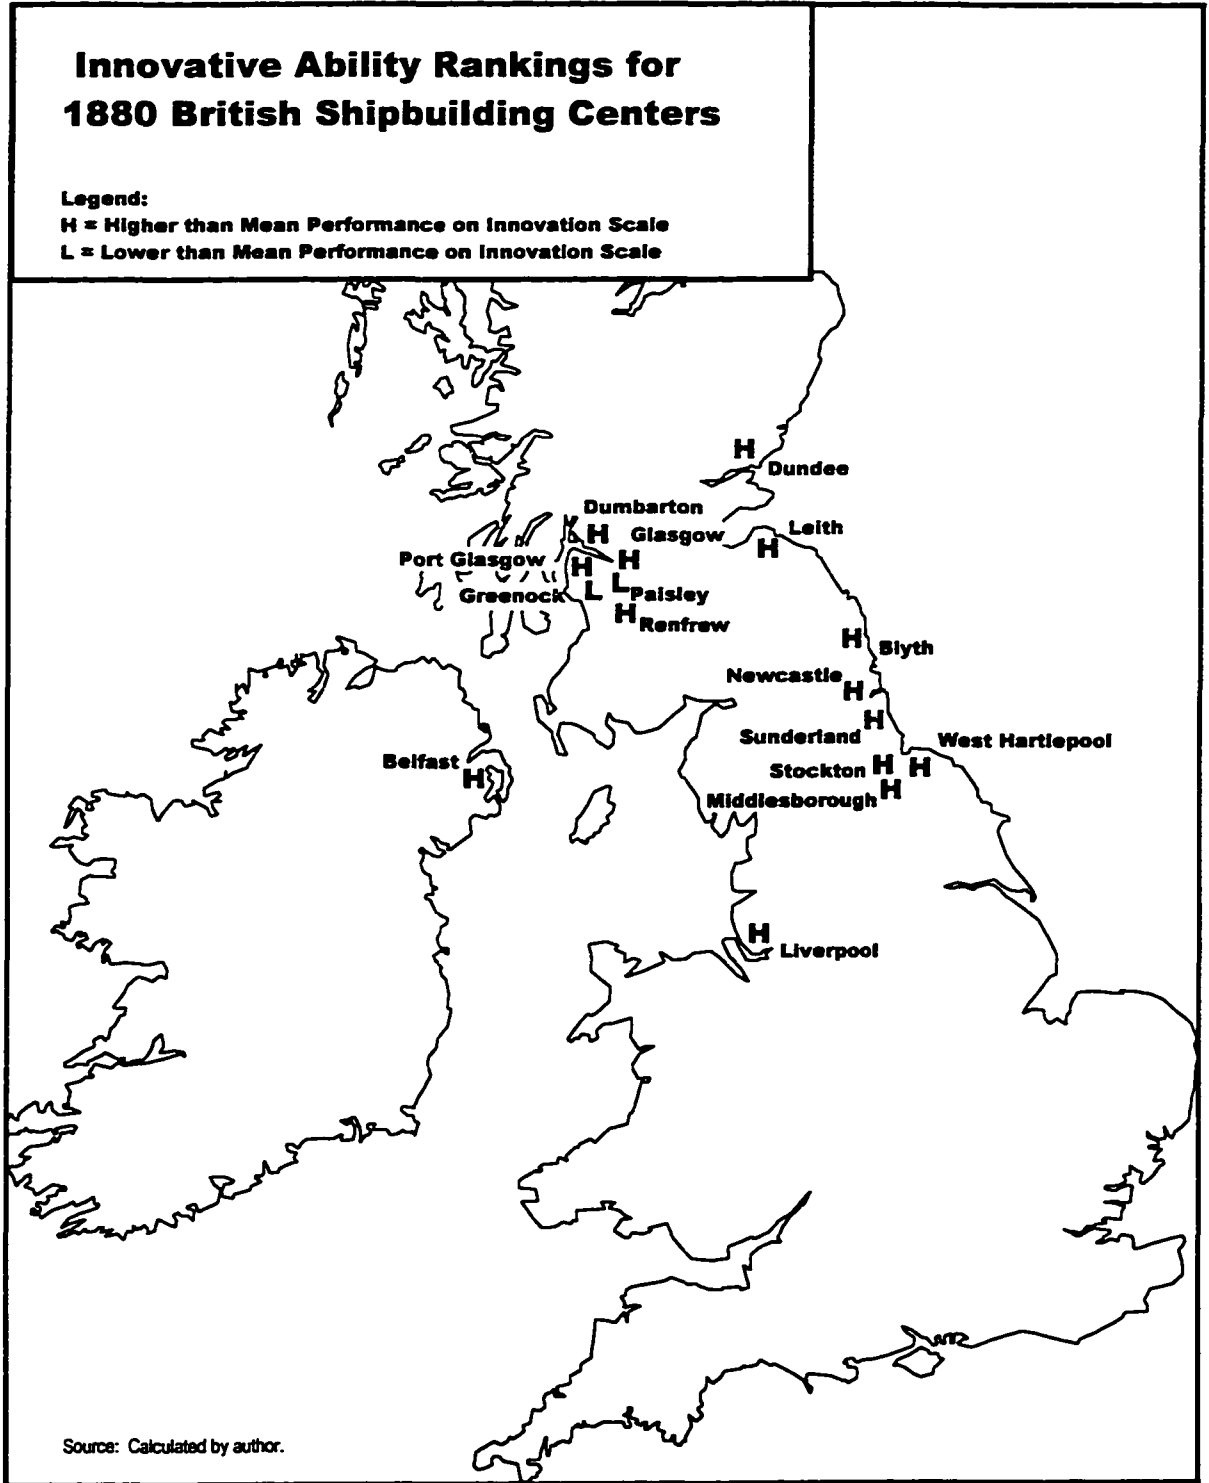 Innovative Ability Rankings for
1880 British Shipbuilding Centers
Legend:
H = Higher than Mean Performance on Innovation Scale
L = Lower than Mean Performance on Innovation Scale
H
Dundee
Dumbarton
H
Glasgow
Leith
H
Port Glasgow
H
H
Greenock
L
L
Paisley
H
Renfrew
H
Blyth
Newcastle
H
H
Sunderland
West Hartlepool
Belfast
H
Stockton
H
H
Middlesborough
H
H
Liverpool
Source: Calculated by author.